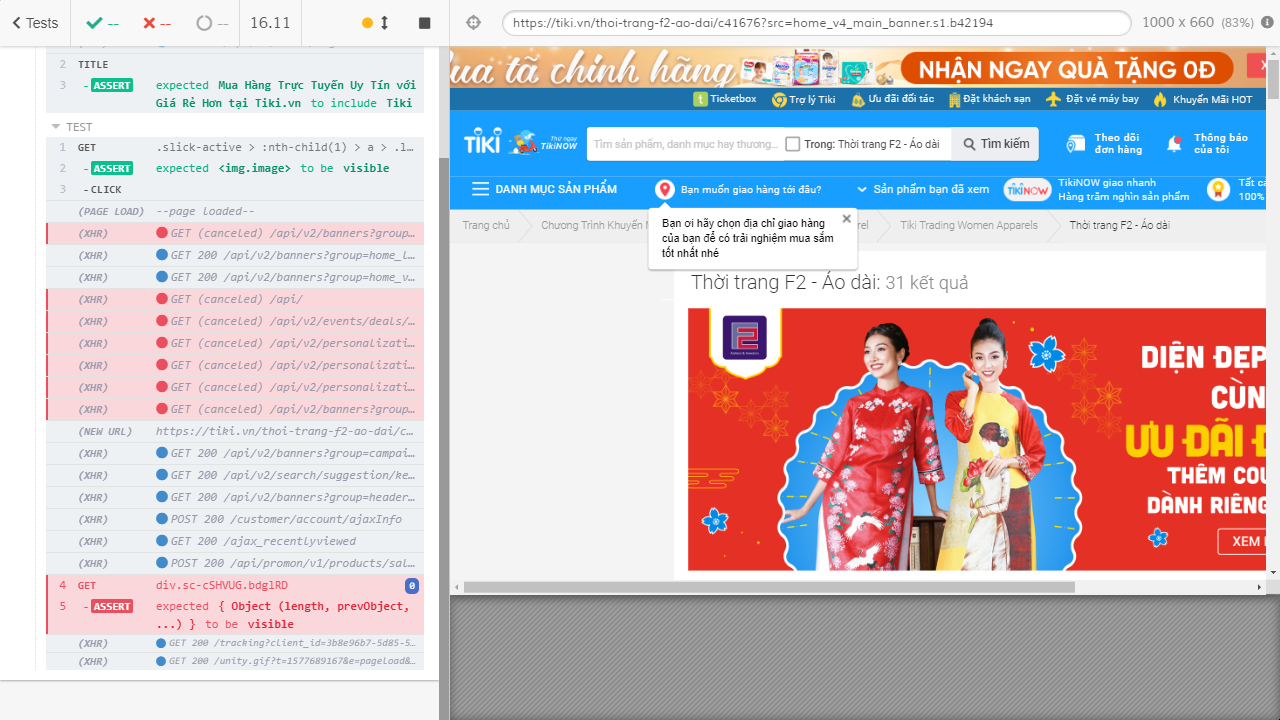 Tests
--
--
--
16.11
https://tiki.vn/thoi-trang-f2-ao-dai/c41676?src=home_v4_main_banner.s1.b42194
1000 x 660 (83%)
2 TITLE
3 -ASSERT expected Mua Hàng Trực Tuyến Uy Tín với
Giá Rẻ Hơn tại Tiki.vn to include Tiki
TEST
1 GET .slick-active > :nth-child(1) > a > .l…
2 -ASSERT expected <img.image> to be visible
3 -CLICK
(PAGE LOAD) --page loaded--
(XHR) GET (canceled) /api/v2/banners?group…
(XHR) GET 200 /api/v2/banners?group=home_l…
(XHR) GET 200 /api/v2/banners?group=home_v…
(XHR) GET (canceled) /api/
(XHR) GET (canceled) /api/v2/events/deals/…
(XHR) GET (canceled) /api/v2/personalizati…
(XHR) GET (canceled) /api/v2/personalizati…
(XHR) GET (canceled) /api/v2/personalizati…
(XHR) GET (canceled) /api/v2/banners?group…
(NEW URL) https://tiki.vn/thoi-trang-f2-ao-dai/c…
(XHR) GET 200 /api/v2/banners?group=campai…
(XHR) GET 200 /api/v2/search/suggestion/ke…
(XHR) GET 200 /api/v2/banners?group=header…
(XHR) POST 200 /customer/account/ajaxInfo
(XHR) GET 200 /ajax_recentlyviewed
(XHR) POST 200 /api/promon/v1/products/sal…
4 GET div.sc-cSHVUG.bdglRD 0
5 -ASSERT expected { Object (length, prevObject,
...) } to be visible
(XHR) GET 200 /tracking?client_id=3b8e96b7-5d85-5…
(XHR) GET 200 /unity.gif?t=1577689167&e=pageload&…
ua tã chính hãng NHẬN NGAY QUÀ TẶNG 0Đ X
Ticketbox Trợ lý Tiki Ưu đãi đối tác Đặt khách sạn Đặt vé máy bay Khuyến Mãi HOT
TIKI Thứ ngay
TikiNOW
Tìm sản phẩm, danh mục hay thương... Trong: Thời trang F2 - Áo dài Tìm kiếm
Theo dõi
đơn hàng
Thông báo
của tôi
DANH MỤC SẢN PHẨM Bạn muốn giao hàng tới đâu? Sản phẩm bạn đã xem
TIKINOW TikiNOW giao nhanh
Hàng trăm nghìn sản phẩm
Tất cả
100%
Trang chủ Chương Trình Khuyến M rel Tiki Trading Women Apparels Thời trang F2 - Áo dài
Bạn ơi hãy chọn địa chỉ giao hàng
của bạn để có trải nghiệm mua sắm
tốt nhất nhé
Thời trang F2 - Áo dài: 31 kết quả
F2
DIỆN ĐẸP
CÙN
ƯU ĐÃI Đ
THÊM COU
DÀNH RIÊNG
XEM